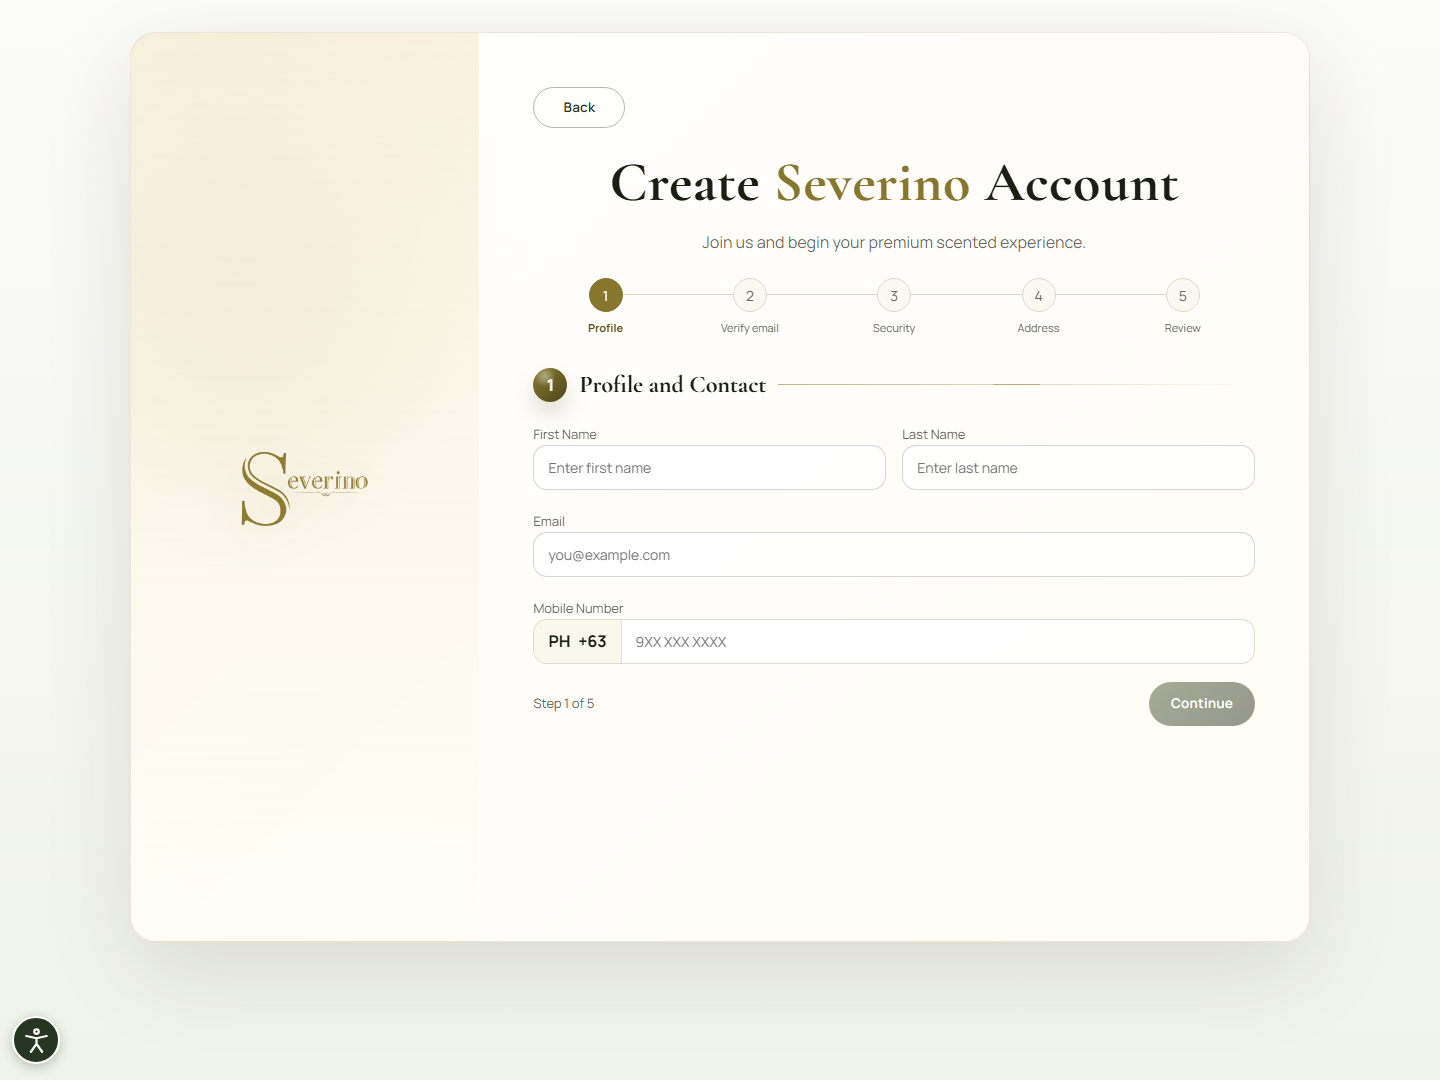 Back
Create Severino Account
Join us and begin your premium scented experience.
1 2 3 4 5
Profile Verify email Security Address Review
1 Profile and Contact
Severino
First Name Last Name
Enter first name Enter last name
Email
you@example.com
Mobile Number
PH +63 9XX XXX XXXX
Step 1 of 5 Continue